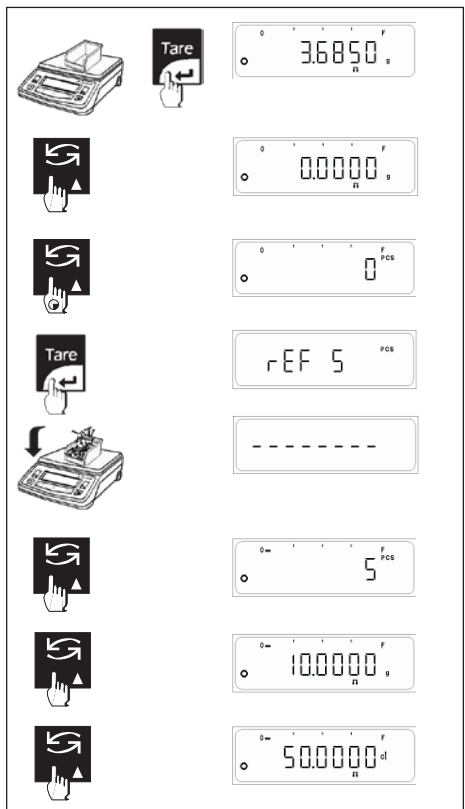 Tare
0 F
3.6850 g
0 F
0.0000 g
0 F
PCS
0
Tare
rEF 5 PCS
--------
0 F
PCS
5
0 F
10.0000 g
0 F
50.0000 ct